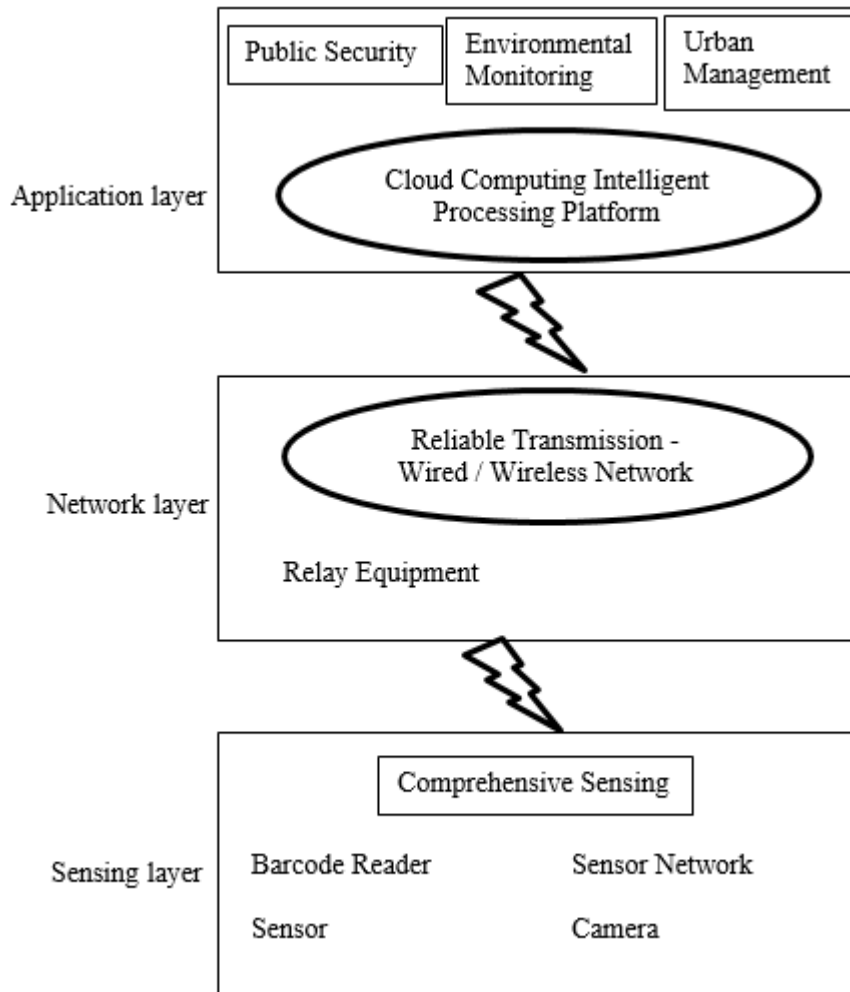 Public Security
Environmental
Monitoring
Urban
Management
Application layer
Cloud Computing Intelligent
Processing Platform
Reliable Transmission -
Wired / Wireless Network
Network layer
Relay Equipment
Comprehensive Sensing
Sensing layer
Barcode Reader
Sensor Network
Sensor
Camera